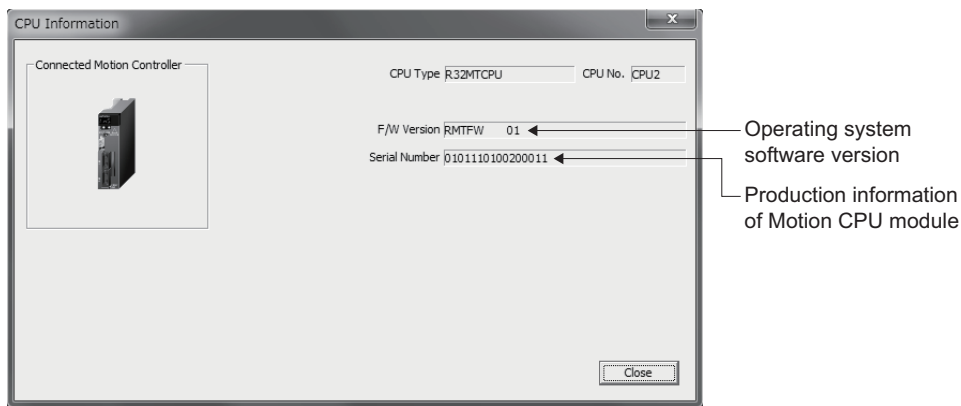 CPU Information
x
Connected Motion Controller
CPU Type R32MTCPU CPU No. CPU2
F/W Version RMTFW 01
Serial Number 0101110100200011
Operating system
software version
Production information
of Motion CPU module
Close